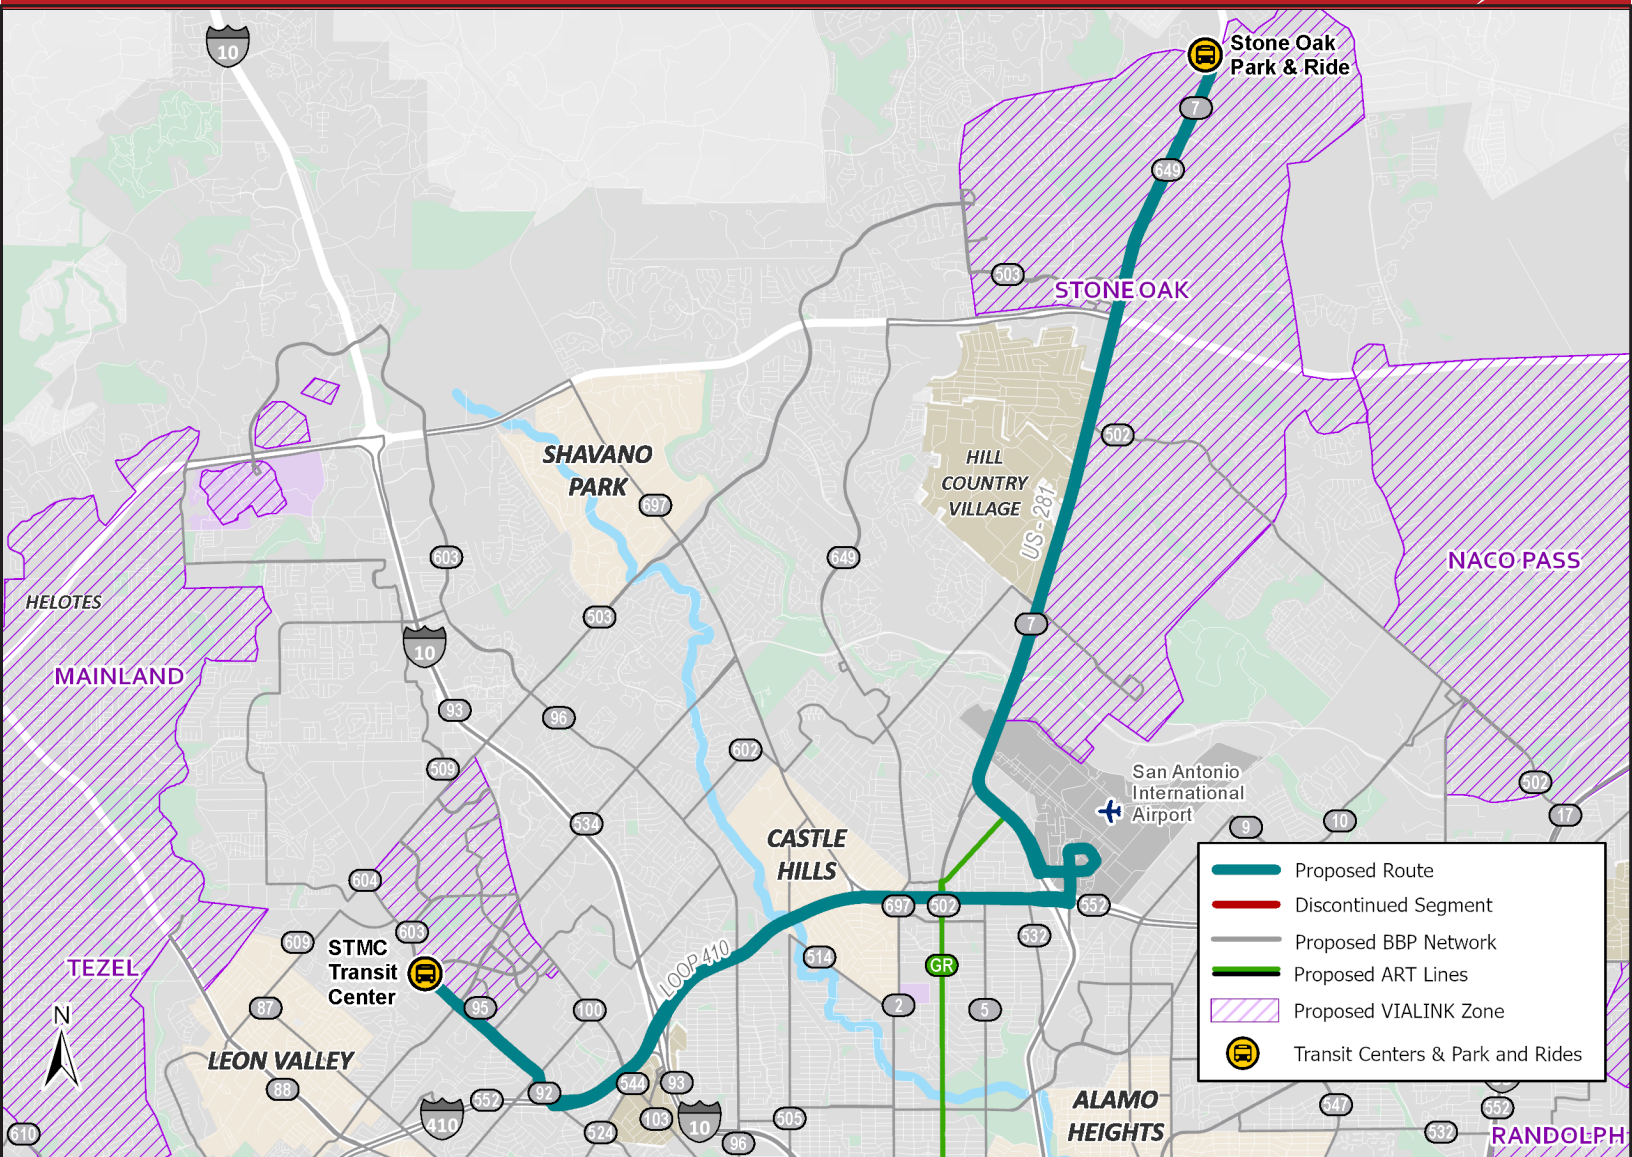 10
Stone Oak
Park & Ride
7
649
503
STONE OAK
502
SHAVANO
PARK
HILL
COUNTRY
VILLAGE
US - 281
697
603
649
NACO PASS
HELOTES
503
7
10
MAINLAND
93
96
602
509
San Antonio
International
Airport
502
17
534
9
10
CASTLE
HILLS
604
697
502
552
603
609
532
STMC
Transit
Center
LOOP 410
514
GR
TEZEL
N
87
95
100
2
5
LEON VALLEY
88
544
93
92
552
410
103
10
505
524
96
610
ALAMO
HEIGHTS
547
552
532
RANDOLPH
Proposed Route
Discontinued Segment
Proposed BBP Network
Proposed ART Lines
Proposed VIALINK Zone
Transit Centers & Park and Rides